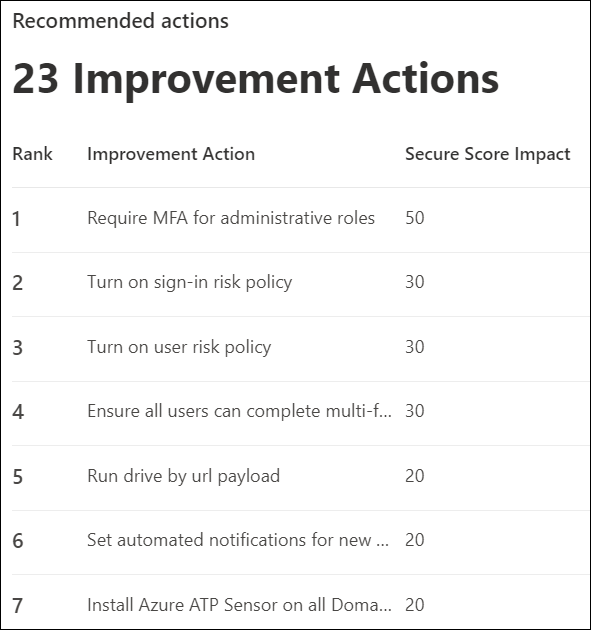 Recommended actions
23 Improvement Actions
Rank Improvement Action Secure Score Impact
1 Require MFA for administrative roles 50
2 Turn on sign-in risk policy 30
3 Turn on user risk policy 30
4 Ensure all users can complete multi-f... 30
5 Run drive by url payload 20
6 Set automated notifications for new ... 20
7 Install Azure ATP Sensor on all Doma... 20